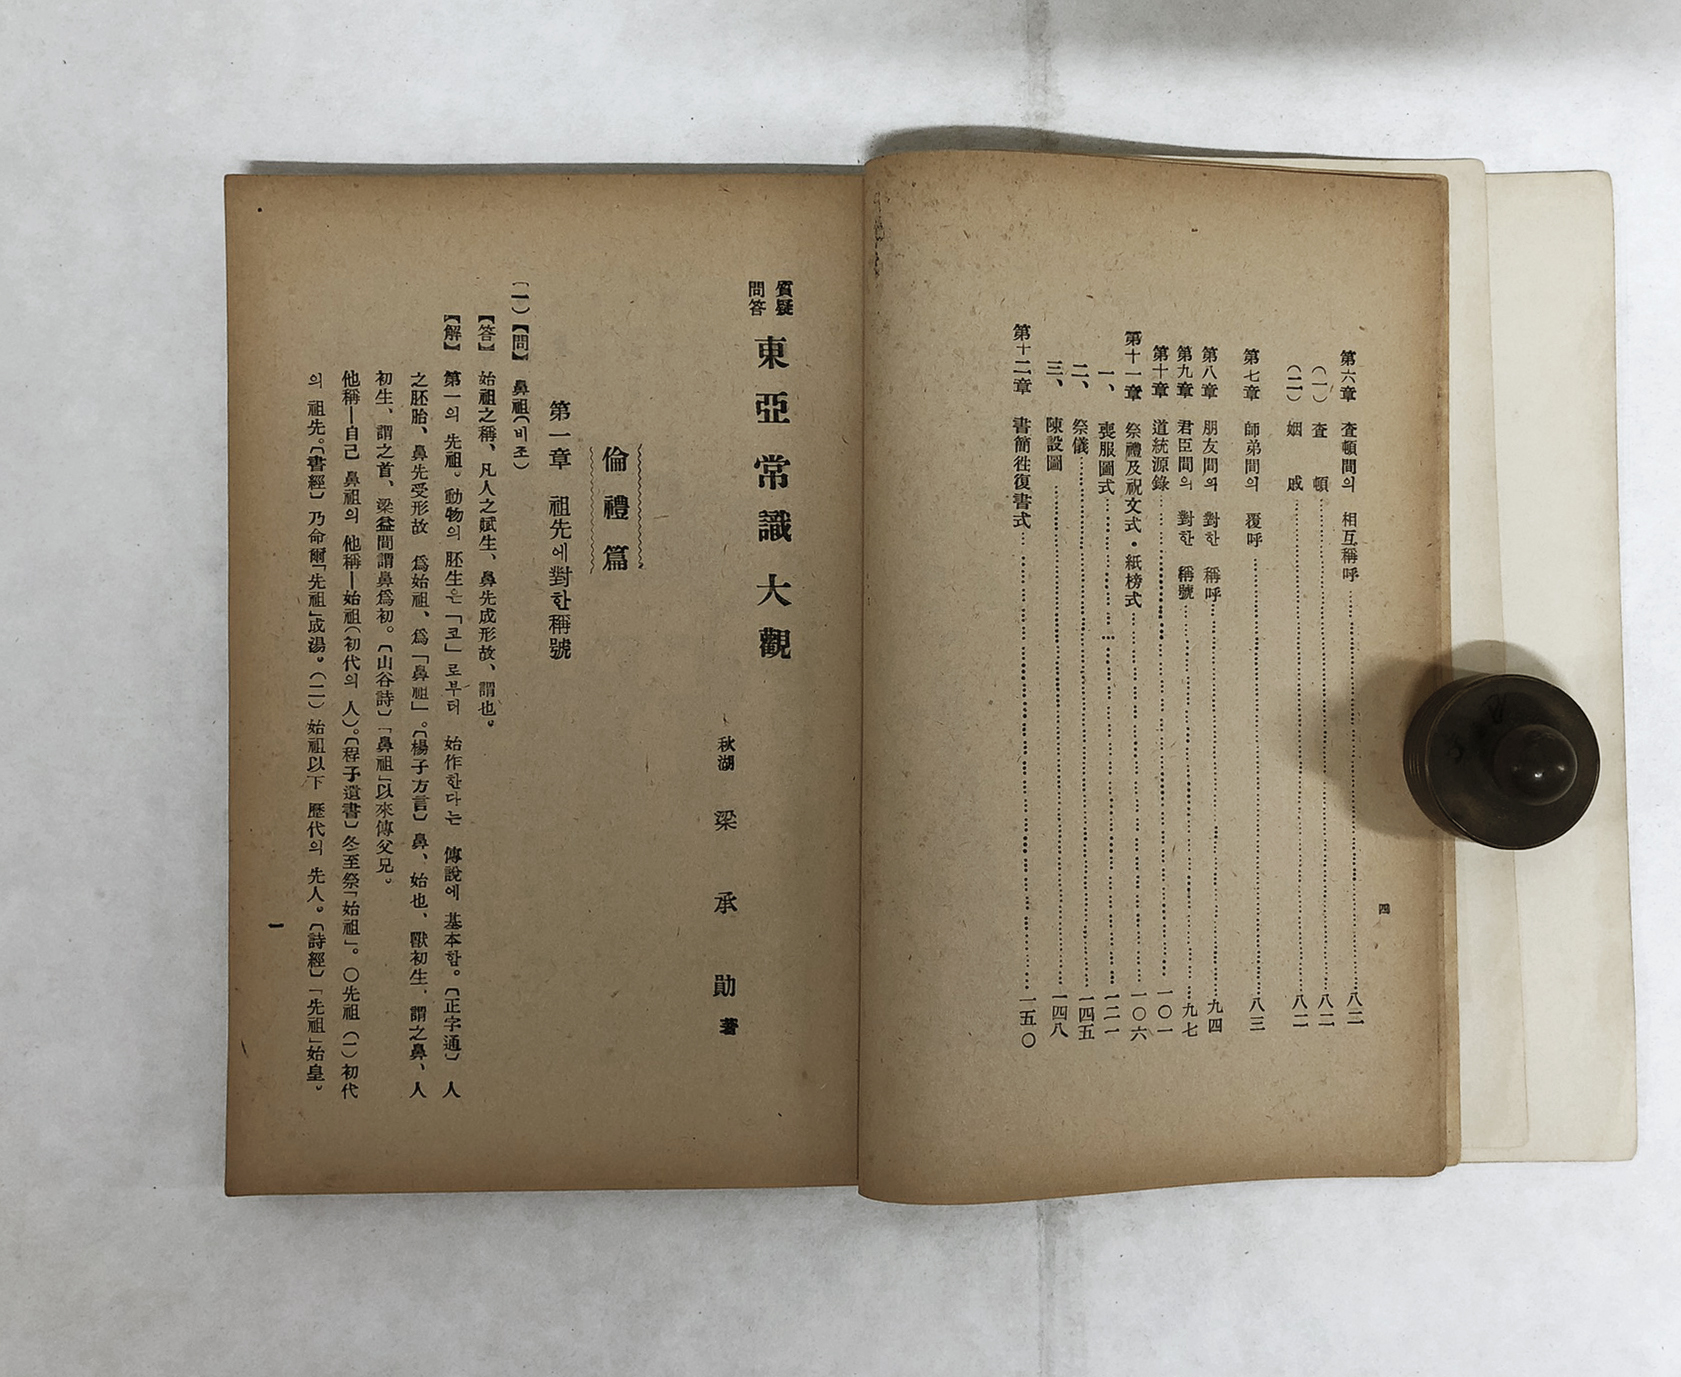 第六章 査頓間의 相互稱呼……八二
(一) 査 頓……八二
(二) 姻 戚……八二
第七章 師弟間의 覆呼……八三
第八章 朋友間의 對한 稱呼……九四
第九章 君臣間의 對한 稱號……九七
第十章 道統源錄……一〇一
第十一章 祭禮及祝文式·紙榜式……一〇六
一、 喪服圖式……一二一
二、 祭儀……一四五
三、 陳設圖……一四八
第十二章 書簡徃復書式……一五〇
四
質疑問答 東亞常識大觀
秋湖 梁承勛 著
倫禮篇
第一章 祖先에對한稱號
(一)【問】 鼻祖(비조)
【答】 始祖之稱、凡人之賦生、鼻先成形故、謂也。
【解】 第一의 先祖。動物의 胚生은「코」로부터 始作한다는 傳說에 基本함。〔正字通〕 人
之胚胎、鼻先受形故 爲始祖、爲「鼻祖」。〔楊子方言〕鼻、始也、獸初生、謂之鼻、人
初生、謂之首、梁益間謂鼻爲初。〔山谷詩〕「鼻祖」以來傳父兄。
他稱―自己 鼻祖의 他稱―始祖(初代의 人)。〔程子遺書〕冬至祭「始祖」。〇先祖 (一)初代
의 祖先。〔書經〕乃命爾「先祖」成湯。(二)始祖以下 歷代의 先人。〔詩經〕「先祖」始皇。
一